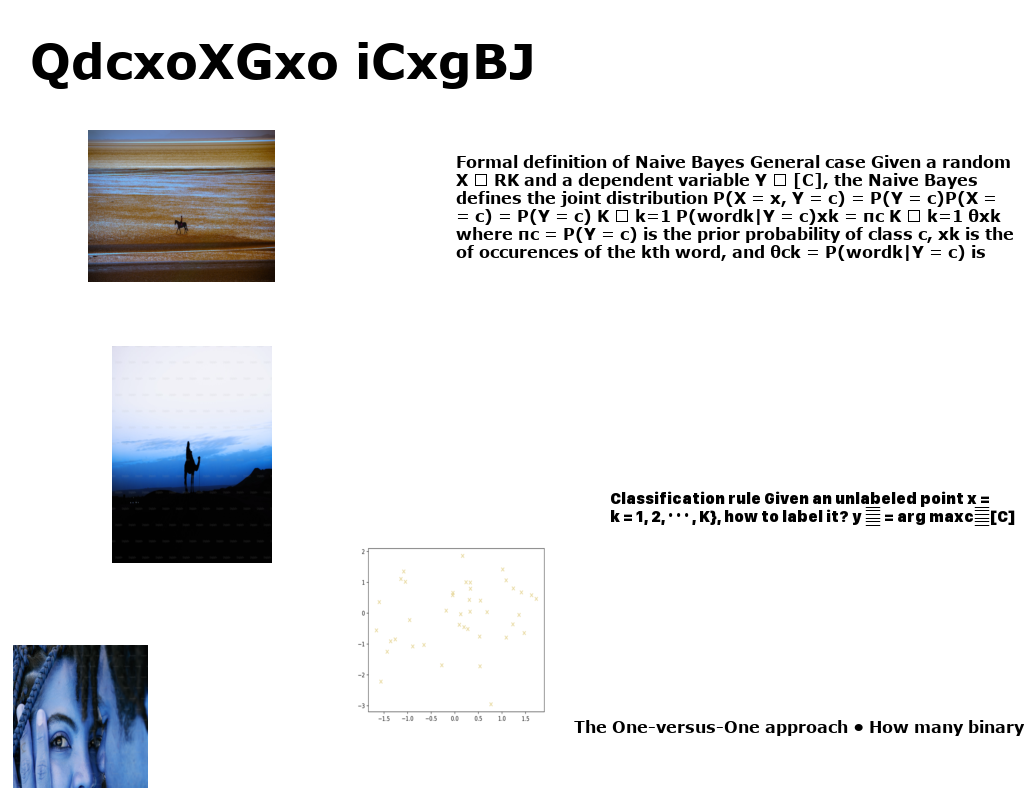 QdcxoXGxo iCxgBJ
Formal definition of Naive Bayes General case Given a random
X □ RK and a dependent variable Y □ [C], the Naive Bayes
defines the joint distribution P(X = x, Y = c) = P(Y = c)P(X =
= c) = P(Y = c) K □ k=1 P(wordk|Y = c)xk = πc K □ k=1 θxk
where πc = P(Y = c) is the prior probability of class c, xk is the
of occurences of the kth word, and θck = P(wordk|Y = c) is
Classification rule Given an unlabeled point x =
k = 1, 2, · · · , K}, how to label it? y = arg maxc [C]
2
1
0
−1
−2
−3
−1.5 −1.0 −0.5 0.0 0.5 1.0 1.5
The One-versus-One approach • How many binary